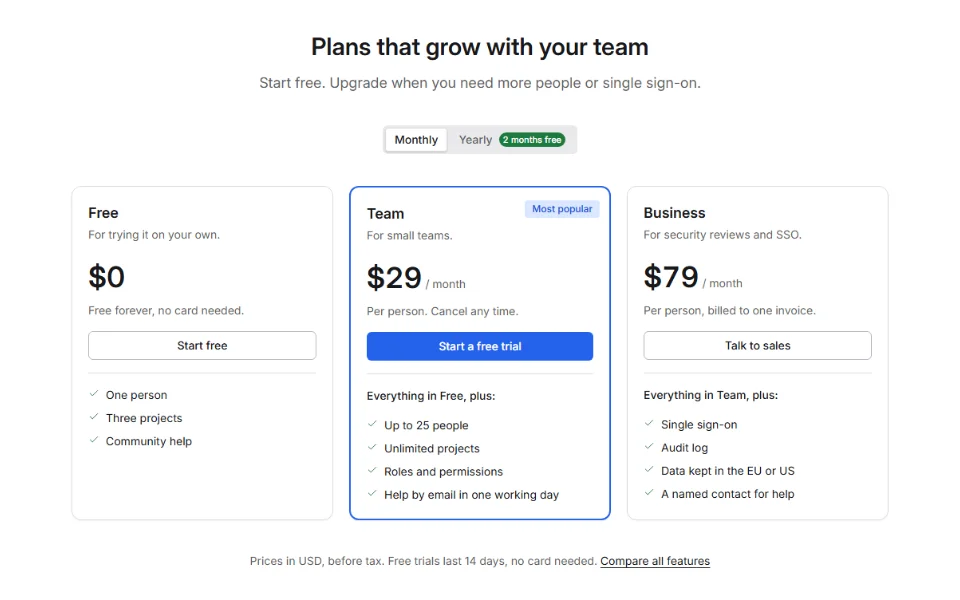 Plans that grow with your team
Start free. Upgrade when you need more people or single sign-on.
Monthly
Yearly
2 months free
Free
For trying it on your own.
$0
Free forever, no card needed.
Start free
One person
Three projects
Community help
Team
Most popular
For small teams.
$29 / month
Per person. Cancel any time.
Start a free trial
Everything in Free, plus:
Up to 25 people
Unlimited projects
Roles and permissions
Help by email in one working day
Business
For security reviews and SSO.
$79 / month
Per person, billed to one invoice.
Talk to sales
Everything in Team, plus:
Single sign-on
Audit log
Data kept in the EU or US
A named contact for help
Prices in USD, before tax. Free trials last 14 days, no card needed. Compare all features